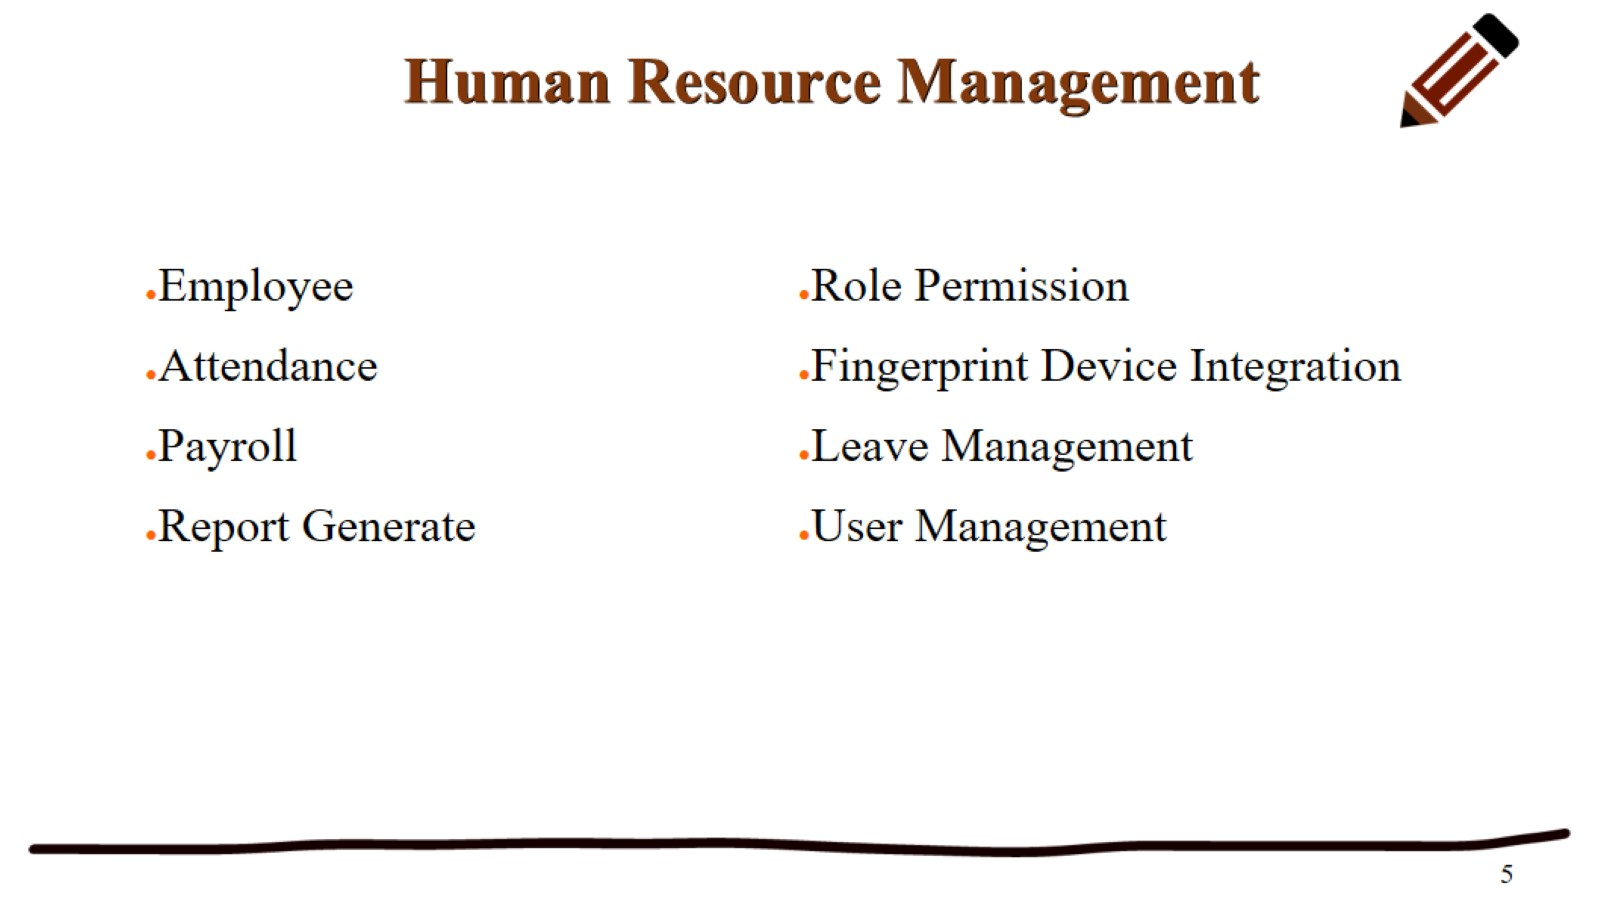 Human Resource Management
•Employee
•Attendance
•Payroll
•Report Generate
•Role Permission
•Fingerprint Device Integration
•Leave Management
•User Management
5